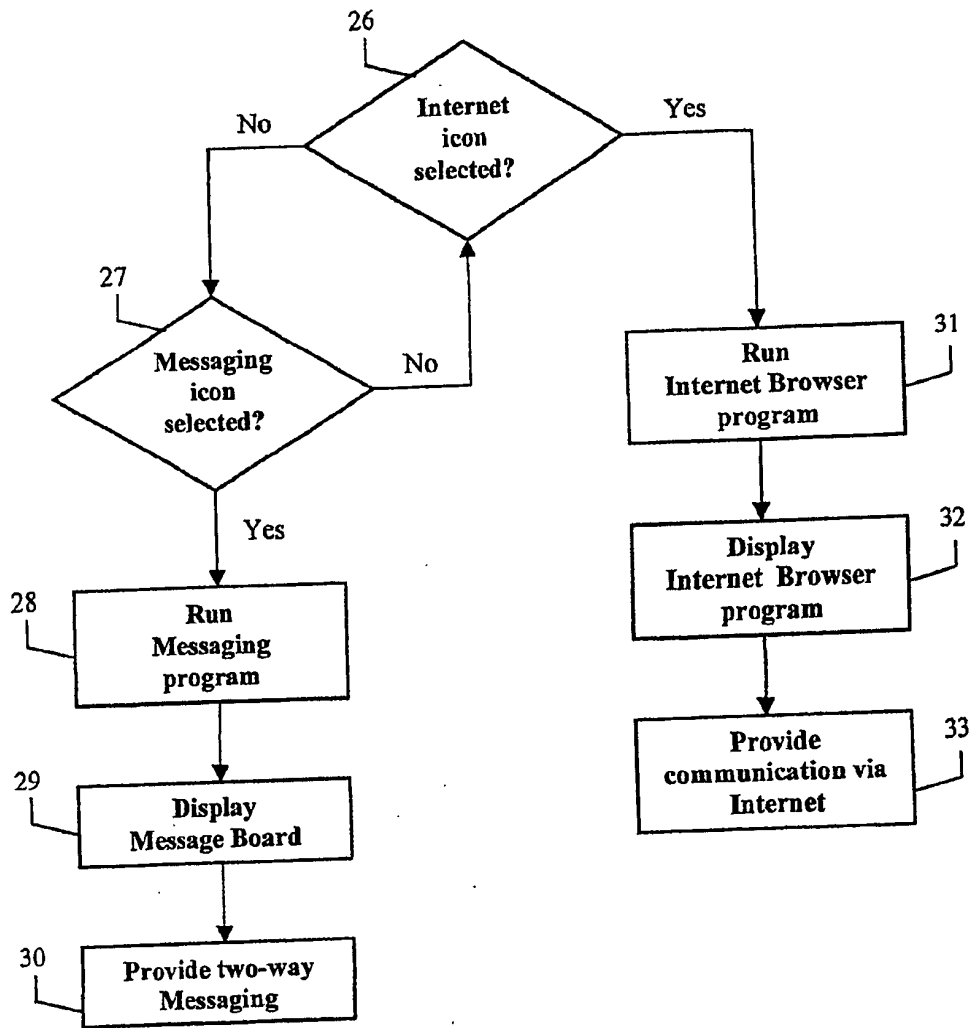 26
Internet
icon
selected?
No
Yes
27
Messaging
icon
selected?
No
Yes
31
Run
Internet Browser
program
32
Display
Internet Browser
program
28
Run
Messaging
program
33
Provide
communication via
Internet
29
Display
Message Board
30
Provide two-way
Messaging